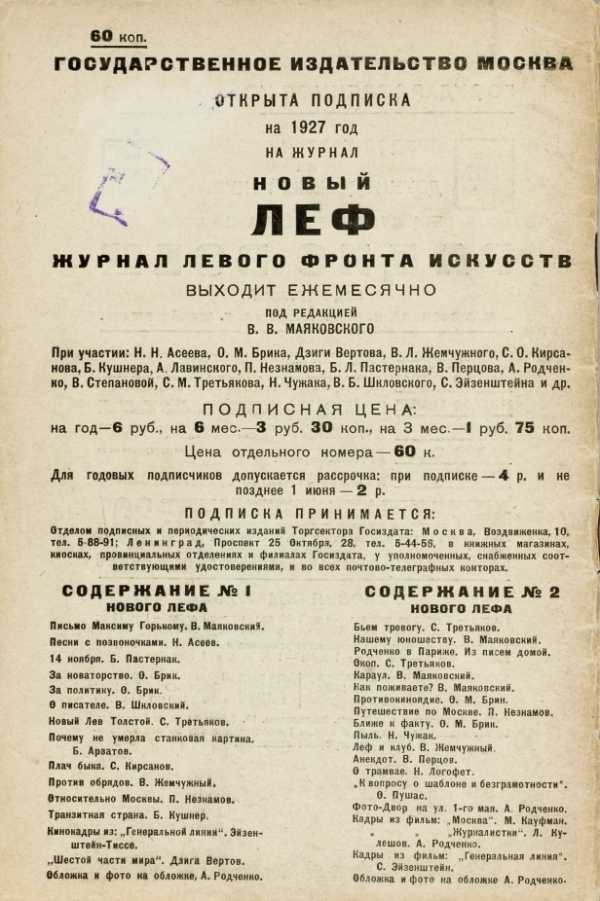 60 коп.
ГОСУДАРСТВЕННОЕ ИЗДАТЕЛЬСТВО МОСКВА
ОТКРЫТА ПОДПИСКА
на 1927 год
НА ЖУРНАЛ
НОВЫЙ
ЛЕФ
ЖУРНАЛ ЛЕВОГО ФРОНТА ИСКУССТВ
ВЫХОДИТ ЕЖЕМЕСЯЧНО
ПОД РЕДАКЦИЕЙ
В. В. МАЯКОВСКОГО
При участии: Н. Н. Асеева, О. М. Брика, Дзиги Вертова, В. Л. Жемчужного, С. О. Кирса-
нова, Б. Кушнера, А. Лавинского, П. Незнамова, Б. Л. Пастернака, В. Перцова, А. Родчен-
ко, В. Степановой, С. М. Третьякова, Н. Чужака, В. Б. Шкловского, С. Эйзенштейна и др.
ПОДПИСНАЯ ЦЕНА:
на год—6 руб., на 6 мес.—3 руб. 30 коп., на 3 мес.—1 руб. 75 коп.
Цена отдельного номера—60 к.
Для годовых подписчиков допускается рассрочка: при подписке—4 р. и не
позднее 1 июня—2 р.
ПОДПИСКА ПРИНИМАЕТСЯ:
Отделом подписных и периодических изданий Торгсектора Госиздата: Москва, Воздвиженка, 10,
тел. 5-88-91; Ленинград, Проспект 25 Октября, 28, тел. 5-44-56, в книжных магазинах,
киосках, провинциальных отделениях и филиалах Госиздата, у уполномоченных, снабженных соот-
ветствующими удостоверениями, и во всех почтово-телеграфных конторах.
СОДЕРЖАНИЕ № 1
НОВОГО ЛЕФА
Письмо Максиму Горькому. В. Маяковский.
Песни с позвоночками. Н. Асеев.
14 ноября. Б. Пастернак.
За новаторство. О. Брик.
За политику. О. Брик.
О писателе. В. Шкловский.
Новый Лев Толстой. С. Третьяков.
Почему не умерла станковая картина.
Б. Арватов.
Плач быка. С. Кирсанов.
Против обрядов. В. Жемчужный.
Относительно Москвы. П. Незнамов.
Транзитная страна. Б. Кушнер.
Кинокадры из: „Генеральной линии". Эйзен-
штейн-Тиссе.
„Шестой части мира". Дзига Вертов.
Обложка и фото на обложке, А. Родченко.
СОДЕРЖАНИЕ № 2
НОВОГО ЛЕФА
Бьем тревогу. С. Третьяков.
Нашему юношеству. В. Маяковский.
Родченко в Париже. Из писем домой.
Окоп. С. Третьяков.
Караул. В. Маяковский.
Как поживаете? В. Маяковский.
Противокиноядие. О. М. Брик.
Путешествие по Москве. П. Незнамов.
Ближе к факту. О. М. Брик.
Пыль. Н. Чужак.
Леф и клуб. В. Жемчужный.
Анекдот. В. Перцов.
О трамвае. Н. Логофет.
„К вопросу о шаблоне и безграмотности".
О. Пушас.
Фото-Двор на ул. 1-го мая. А. Родченко.
Кадры из фильм: „Москва". М. Кауфман.
„ „ „Журналистки". Л. Ку-
лешов. А. Родченко.
Кадры из фильм: „Генеральная линия".
С. Эйзенштейн.
Обложка и фото на обложке А. Родченко.